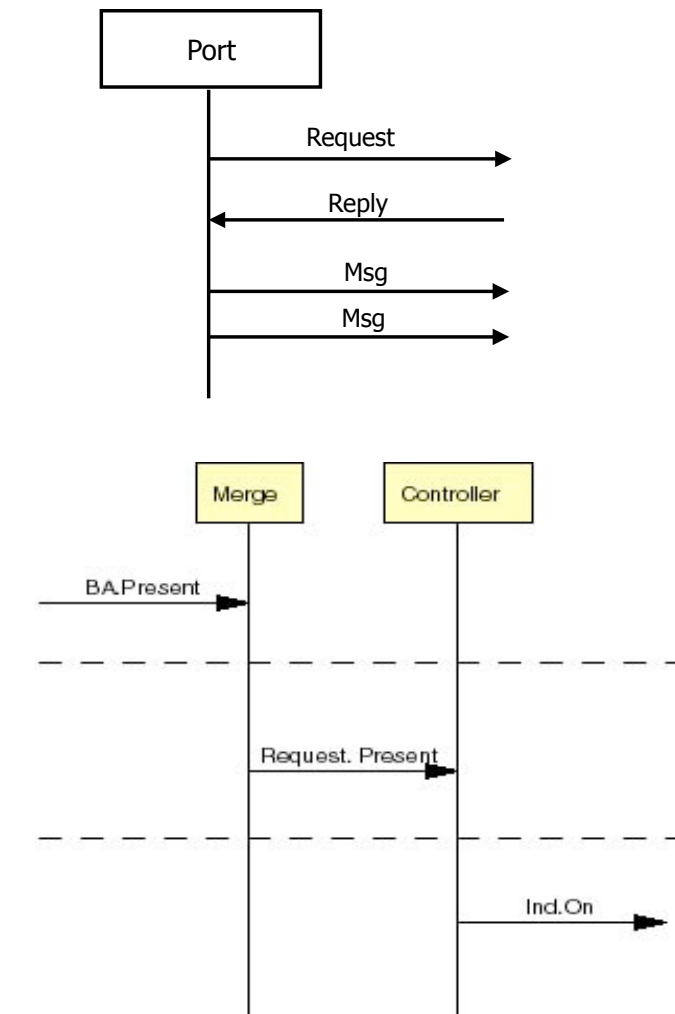 Port
Request
Reply
Msg
Msg
Merge
Controller
BA.Present
Request. Present
Ind.On